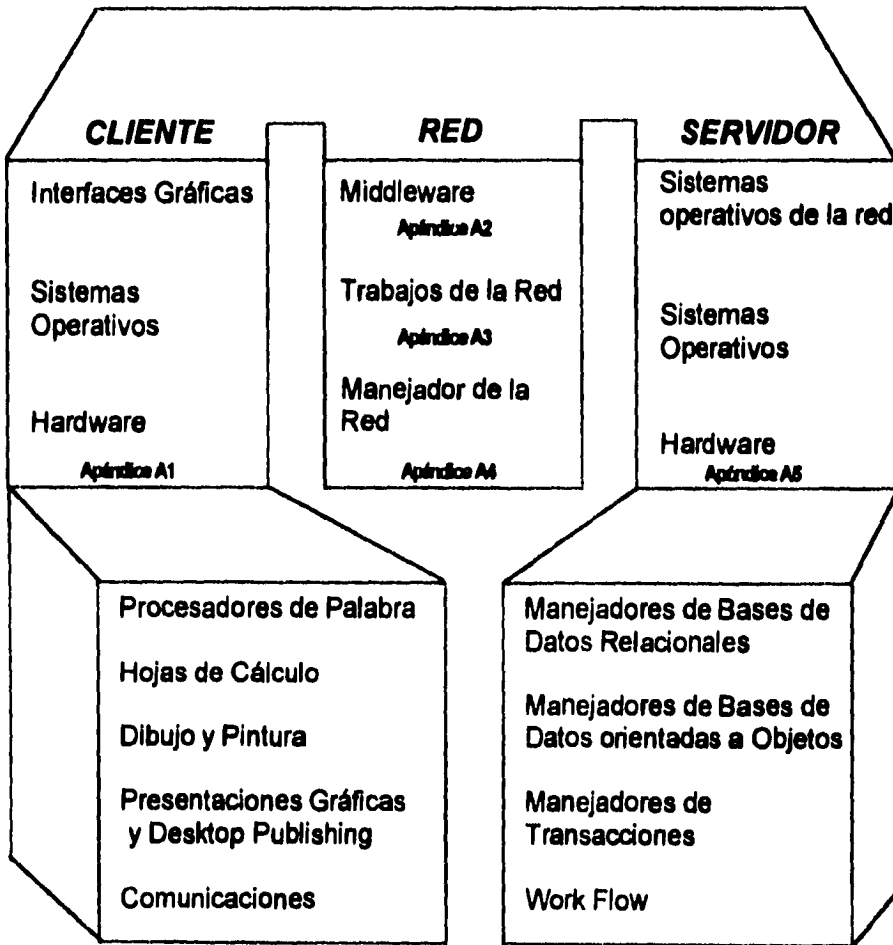 CLIENTE
Interfaces Gráficas
Sistemas
Operativos
Hardware
Apéndice A1
RED
Middleware
Apéndice A2
Trabajos de la Red
Apéndice A3
Manejador de la
Red
Apéndice A4
SERVIDOR
Sistemas
operativos de la red
Sistemas
Operativos
Hardware
Apéndice A5
Procesadores de Palabra
Hojas de Cálculo
Dibujo y Pintura
Presentaciones Gráficas
y Desktop Publishing
Comunicaciones
Manejadores de Bases de
Datos Relacionales
Manejadores de Bases de
Datos orientadas a Objetos
Manejadores de
Transacciones
Work Flow